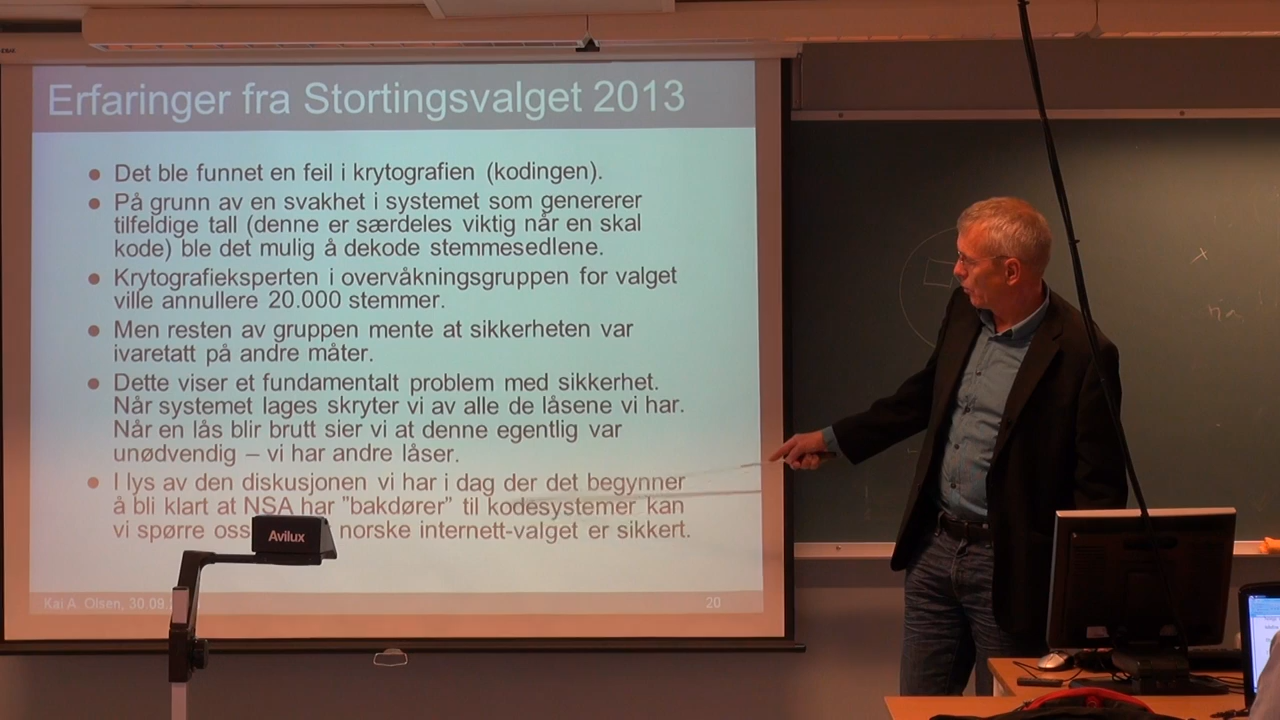 Erfaringer fra Stortingsvalget 2013
● Det ble funnet en feil i krytografien (kodingen).
● På grunn av en svakhet i systemet som genererer
tilfeldige tall (denne er særdeles viktig når en skal
kode) ble det mulig å dekode stemmesedlene.
● Krytografieksperten i overvåkningsgruppen for valget
ville annullere 20.000 stemmer.
● Men resten av gruppen mente at sikkerheten var
ivaretatt på andre måter.
● Dette viser et fundamentalt problem med sikkerhet.
Når systemet lages skryter vi av alle de låsene vi har.
Når en lås blir brutt sier vi at denne egentlig var
unødvendig – vi har andre låser.
● I lys av den diskusjonen vi har i dag der det begynner
å bli klart at NSA har "bakdører" til kodesystemer kan
vi spørre oss norske internett-valget er sikkert.
Avilux
Kai A. Olsen, 30.09.
20
x